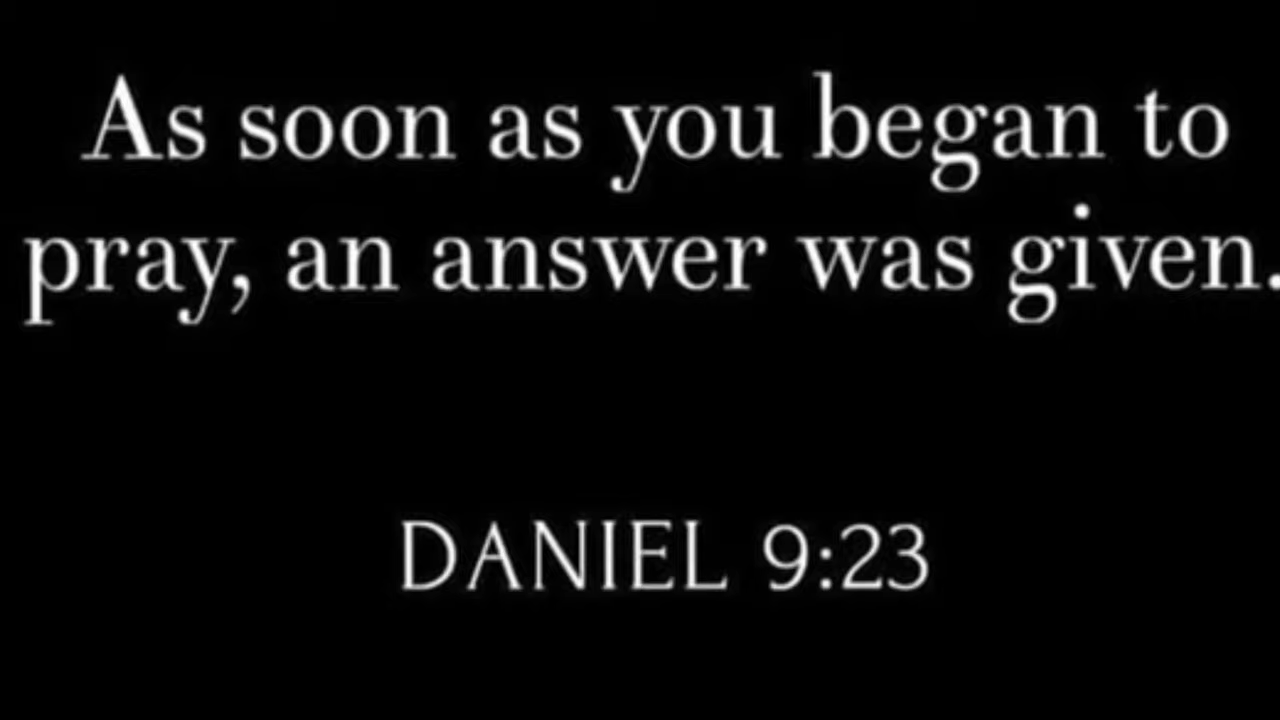 As soon as you began to
pray, an answer was given.
DANIEL 9:23